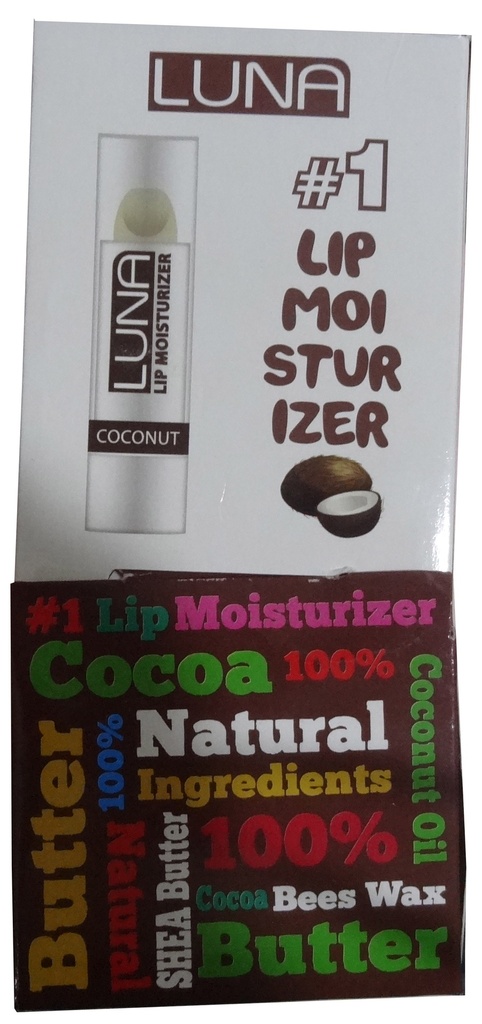 LUNA
#1
LIP
MOI
STUR
IZER
LUNA
LIP MOISTURIZER
COCONUT
#1 Lip Moisturizer
Cocoa 100%
Coconut Oil
Butter
100%
Natural
Ingredients
Natural
SHEA Butter
100%
Cocoa Bees Wax
Butter